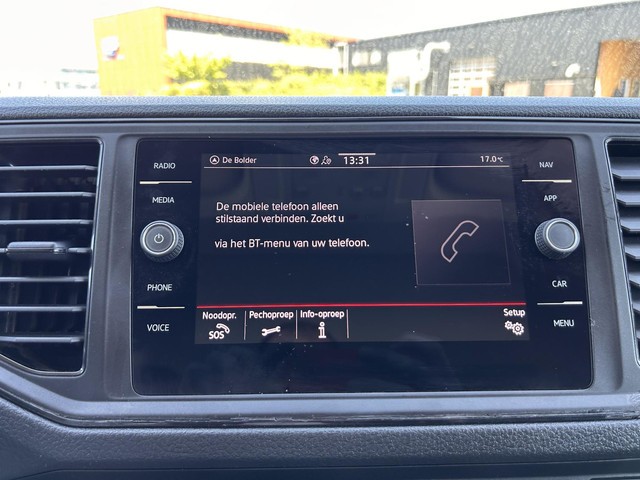 De Bolder 13:31 17.0°C
De mobiele telefoon alleen
stilstaand verbinden. Zoekt u
via het BT-menu van uw telefoon.
Noodopr. Pechoproep Info-oproep Setup
SOS
RADIO
MEDIA
PHONE
VOICE
NAV
APP
CAR
MENU